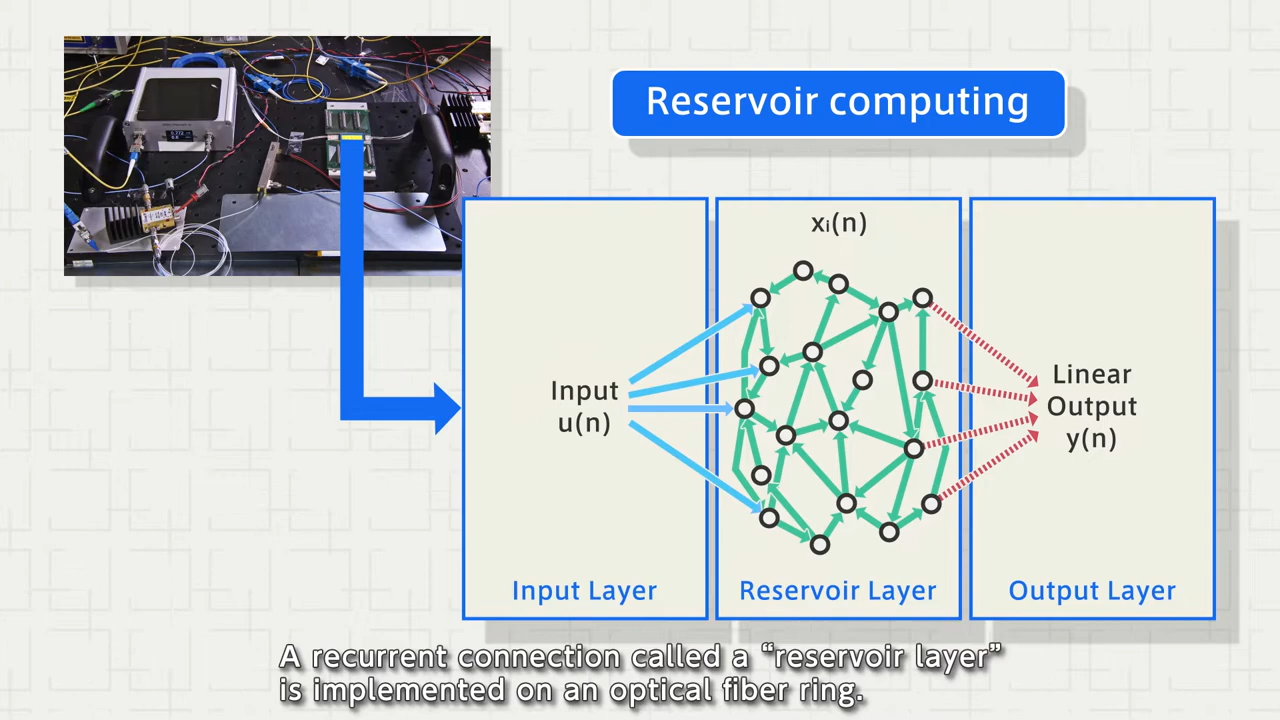 Reservoir computing
xi(n)
Input
u(n)
Linear
Output
y(n)
Input Layer
Reservoir Layer
Output Layer
A recurrent connection called a “reservoir layer”
is implemented on an optical fiber ring.